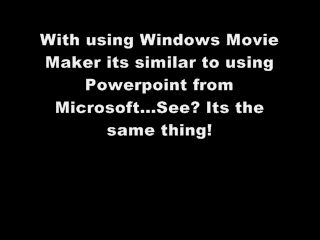 With using Windows Movie
Maker its similar to using
Powerpoint from
Microsoft...See? Its the
same thing!